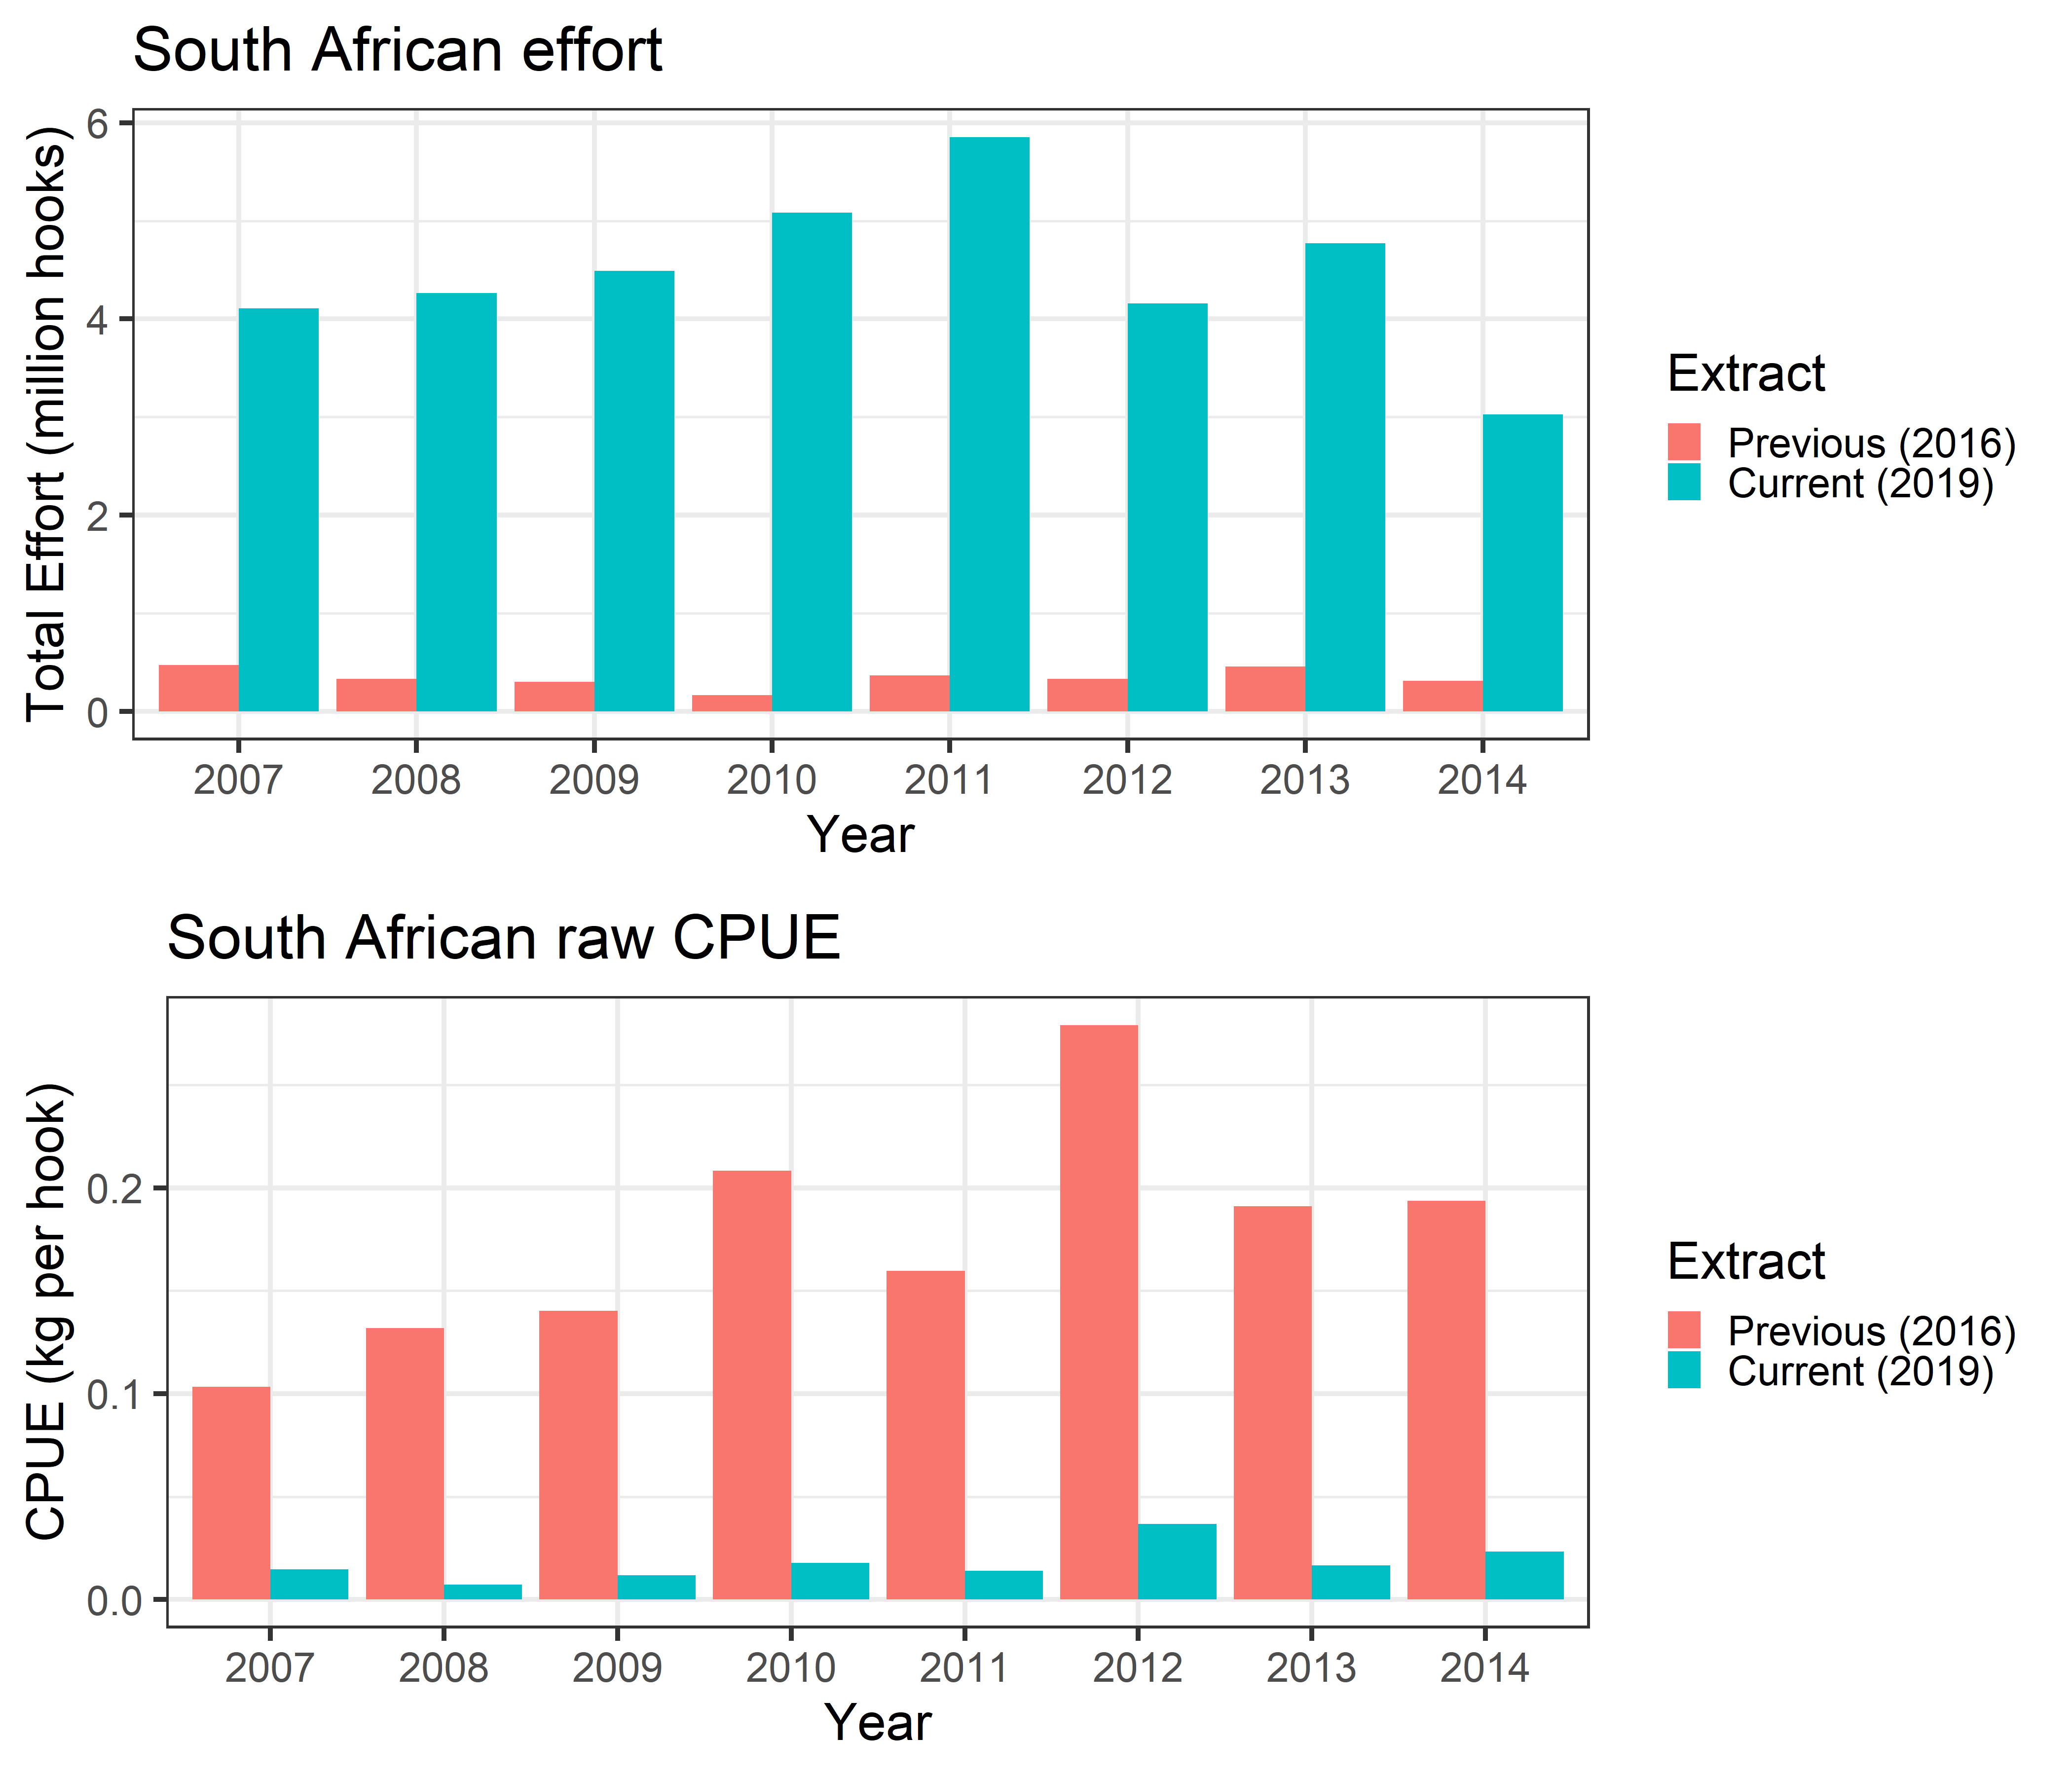 South African effort
Total Effort (million hooks)
6
4
2
0
2007 2008 2009 2010 2011 2012 2013 2014
Year
Extract
Previous (2016)
Current (2019)
South African raw CPUE
CPUE (kg per hook)
0.2
0.1
0.0
2007 2008 2009 2010 2011 2012 2013 2014
Year
Extract
Previous (2016)
Current (2019)